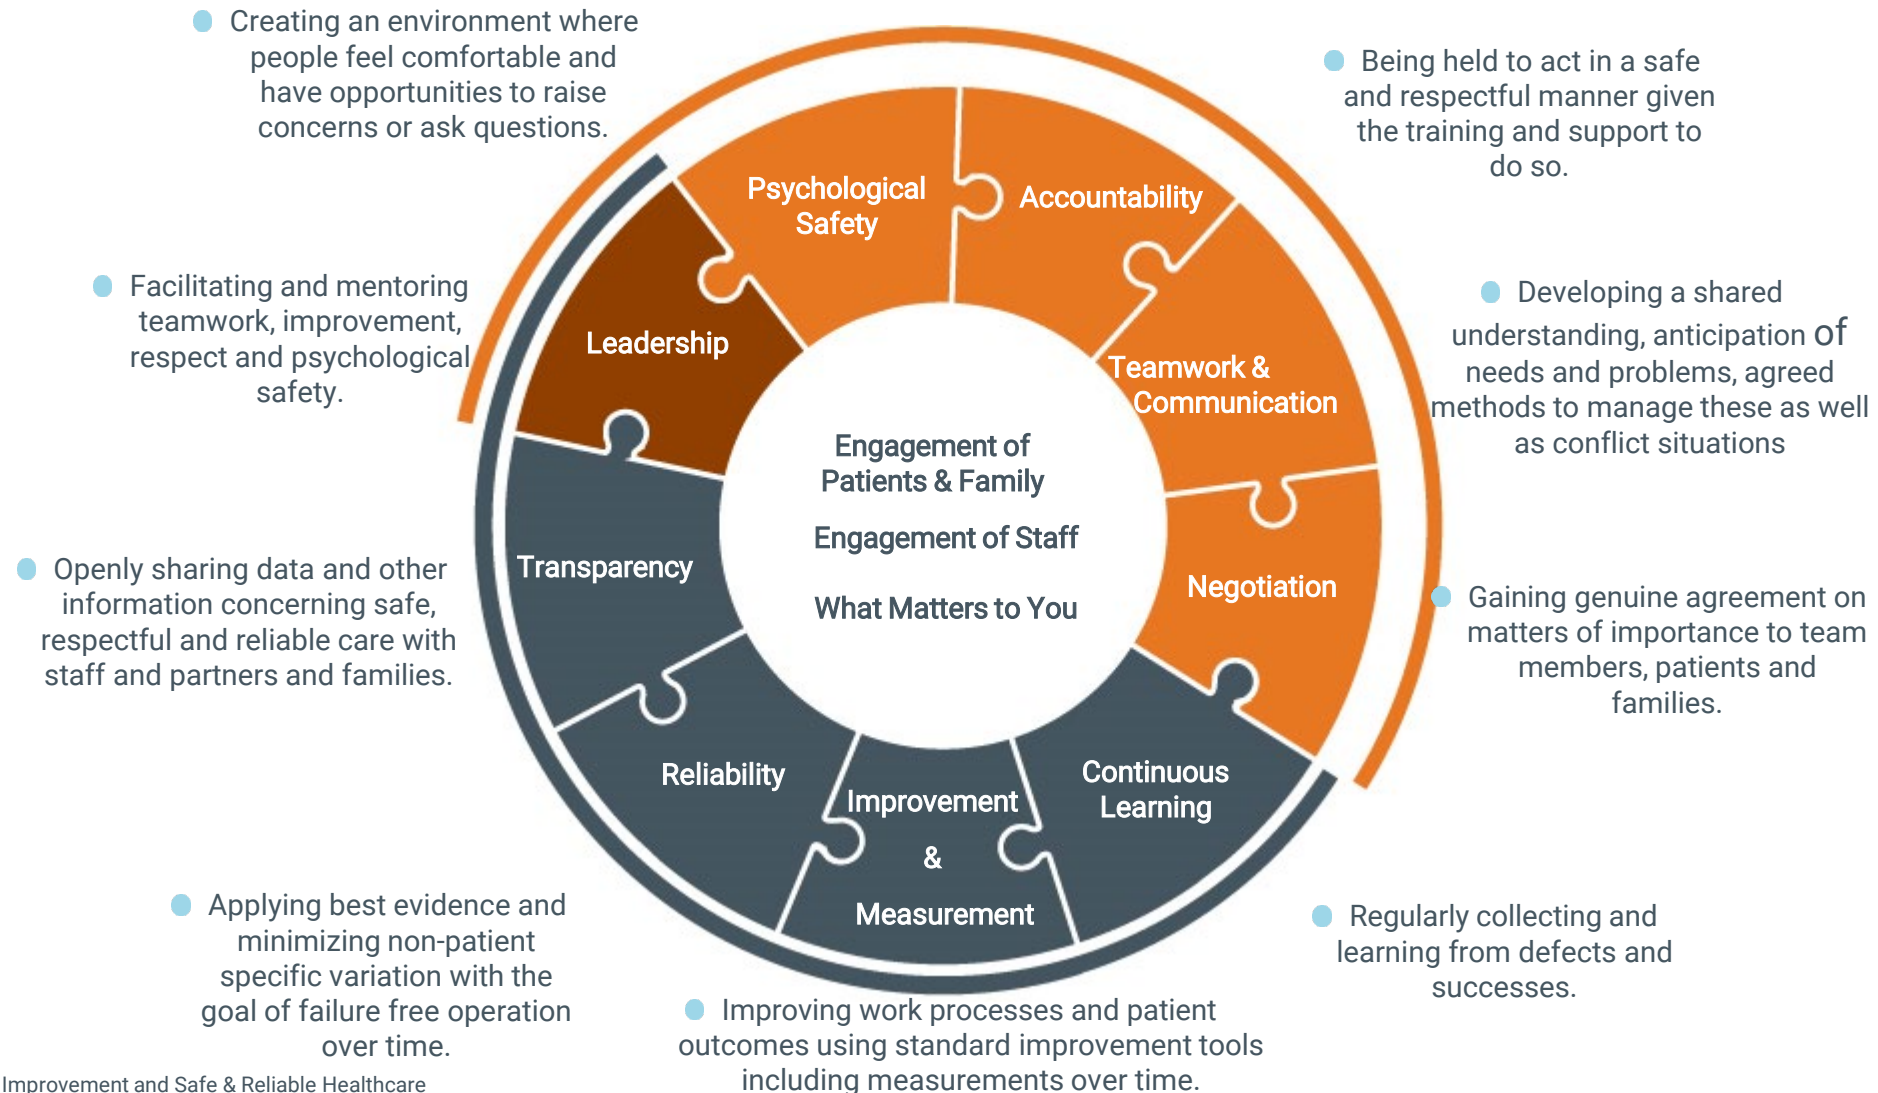 Creating an environment where
people feel comfortable and
have opportunities to raise
concerns or ask questions.
Being held to act in a safe
and respectful manner given
the training and support to
do so.
Psychological
Safety
Accountability
Facilitating and mentoring
teamwork, improvement,
respect and psychological
safety.
Leadership
Teamwork &
Communication
Developing a shared
understanding, anticipation of
needs and problems, agreed
methods to manage these as well
as conflict situations
Engagement of
Patients & Family
Engagement of Staff
What Matters to You
Transparency
Negotiation
Openly sharing data and other
information concerning safe,
respectful and reliable care with
staff and partners and families.
Gaining genuine agreement on
matters of importance to team
members, patients and
families.
Reliability
Improvement
&
Measurement
Continuous
Learning
Applying best evidence and
minimizing non-patient
specific variation with the
goal of failure free operation
over time.
Improving work processes and patient
outcomes using standard improvement tools
including measurements over time.
Regularly collecting and
learning from defects and
successes.
Improvement and Safe & Reliable Healthcare